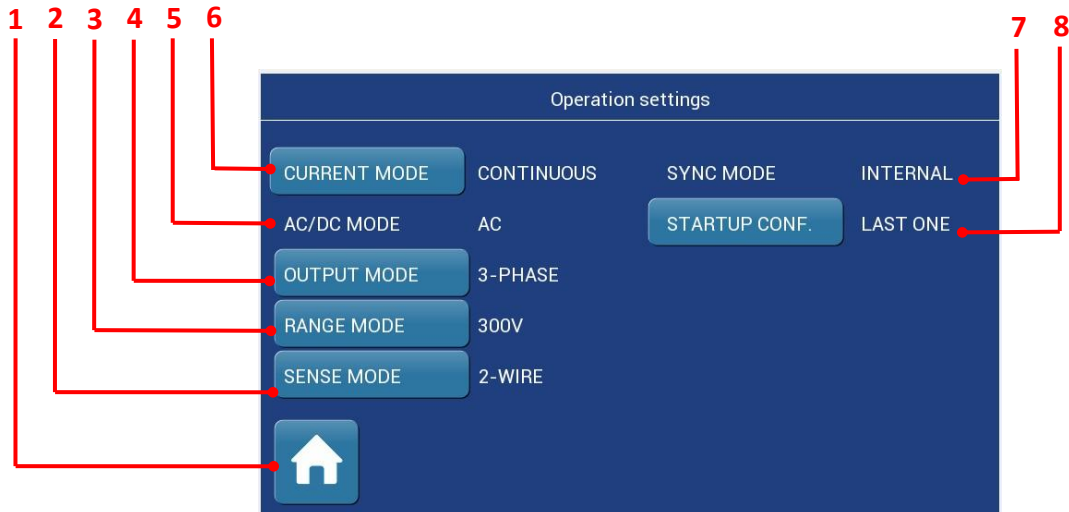 1 2 3 4 5 6 7 8
Operation settings
CURRENT MODE CONTINUOUS SYNC MODE INTERNAL
AC/DC MODE AC STARTUP CONF. LAST ONE
OUTPUT MODE 3-PHASE
RANGE MODE 300V
SENSE MODE 2-WIRE